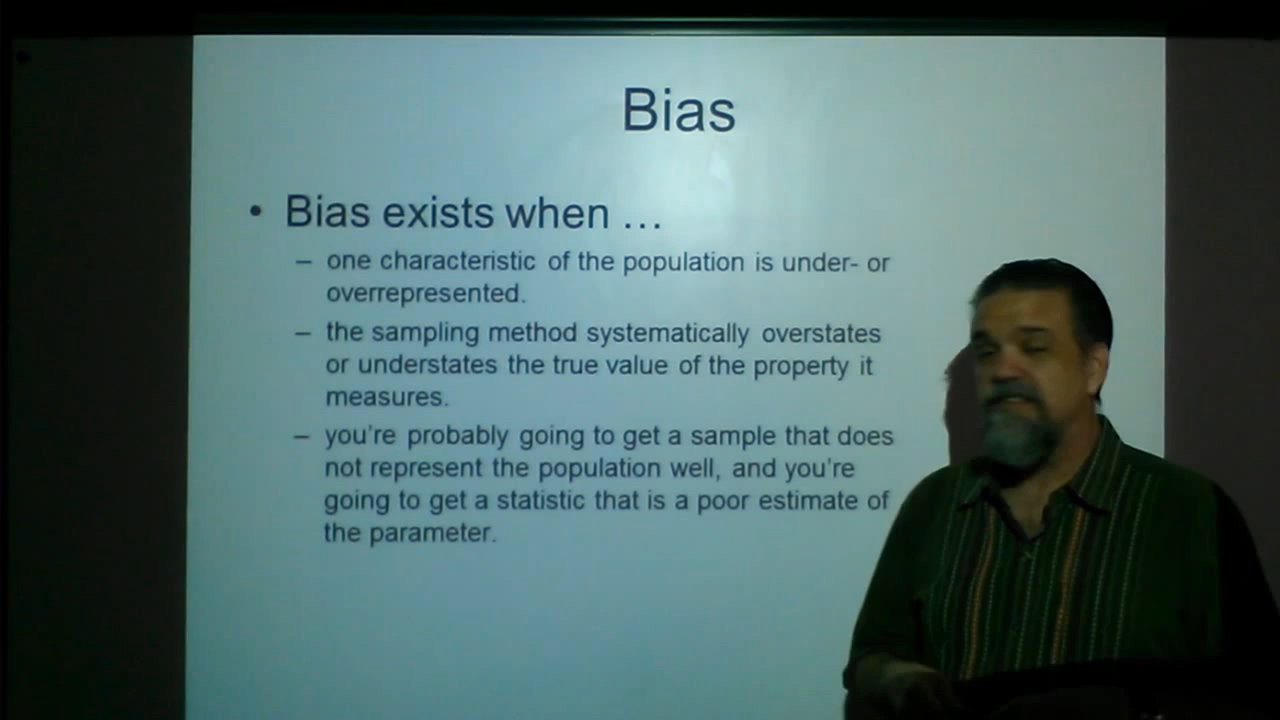 Bias
• Bias exists when …
– one characteristic of the population is under- or
overrepresented.
– the sampling method systematically overstates
or understates the true value of the property it
measures.
– you’re probably going to get a sample that does
not represent the population well, and you’re
going to get a statistic that is a poor estimate of
the parameter.